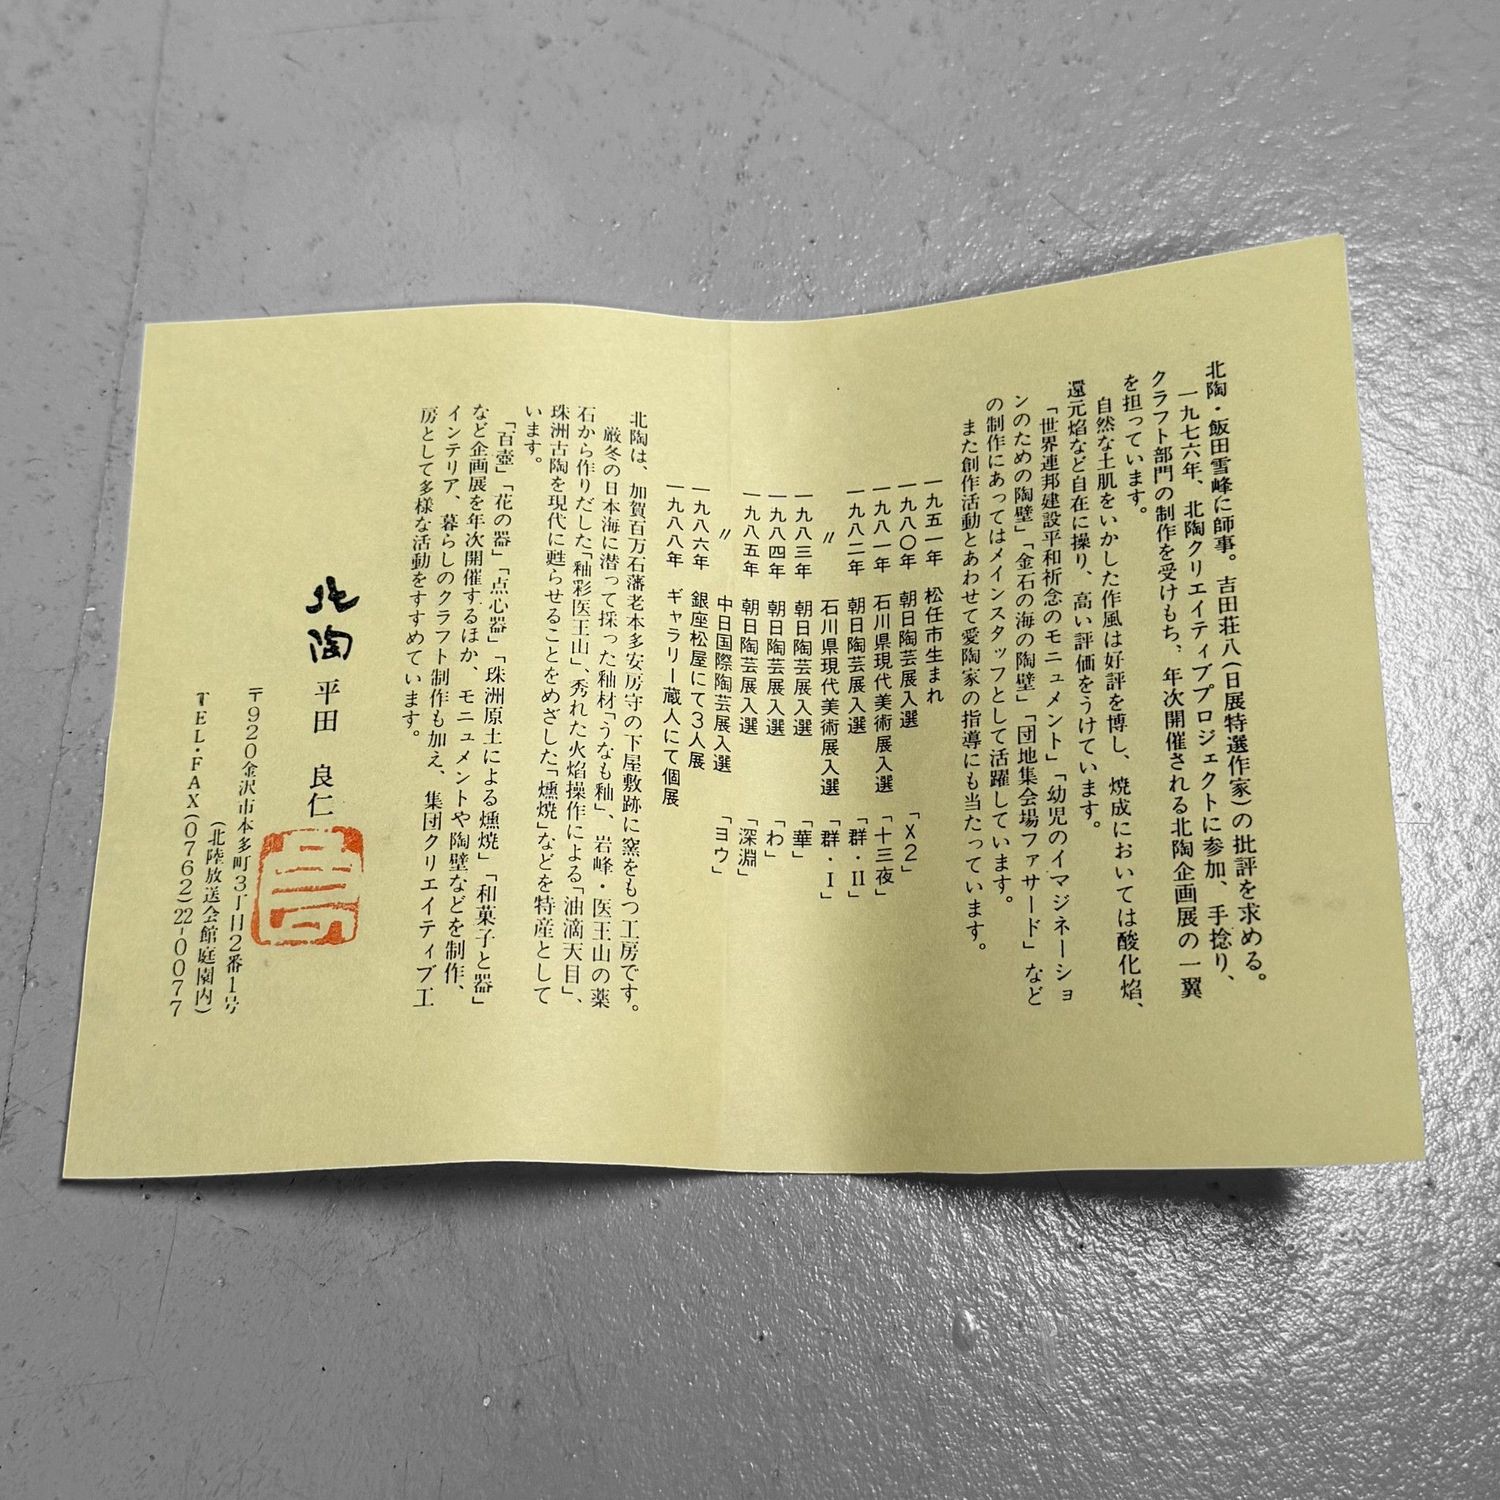 北陶・飯田雪峰に師事。吉田荘八(日展特選作家)の批評を求める。
一九七六年、北陶クリエイティブプロジェクトに参加、手捻り、
クラフト部門の制作を受けもち、年次開催される北陶企画展の一翼
を担っています。
自然な土肌をいかした作風は好評を博し、焼成においては酸化焰、
還元焰など自在に操り、高い評価をうけています。
「世界連邦建設平和祈念のモニュメント」「幼児のイマジネーショ
ンのための陶壁」「金石の海の陶壁」「団地集会場ファサード」など
の制作にあってはメインスタッフとして活躍しています。
また創作活動とあわせて愛陶家の指導にも当たっています。
一九五一年 松任市生まれ
一九八〇年 朝日陶芸展入選 「X2」
一九八一年 石川県現代美術展入選 「十三夜」
一九八二年 朝日陶芸展入選 「群・II」
〃 石川県現代美術展入選 「群・I」
一九八三年 朝日陶芸展入選 「華」
一九八四年 朝日陶芸展入選 「わ」
一九八五年 朝日陶芸展入選 「深淵」
〃 中日国際陶芸展入選 「ヨウ」
一九八六年 銀座松屋にて3人展
一九八八年 ギャラリー蔵人にて個展
北陶は、加賀百万石藩老本多安房守の下屋敷跡に窯をもつ工房です。
厳冬の日本海に潜って採った釉材「うなも釉」、岩峰・医王山の薬
石から作りだした「釉彩医王山」、秀れた火焰操作による「油滴天目」、
珠洲古陶を現代に甦らせることをめざした「燻焼」などを特産として
います。
「百壺」「花の器」「点心器」「珠洲原土による燻焼」「和菓子と器」
など企画展を年次開催するほか、モニュメントや陶壁などを制作、
インテリア、暮らしのクラフト制作も加え、集団クリエイティブ工
房として多様な活動をすすめています。
北陶 平田 良仁
〒920金沢市本多町3丁目2番1号
(北陸放送会館庭園内)
TEL・FAX(0762)22-0077